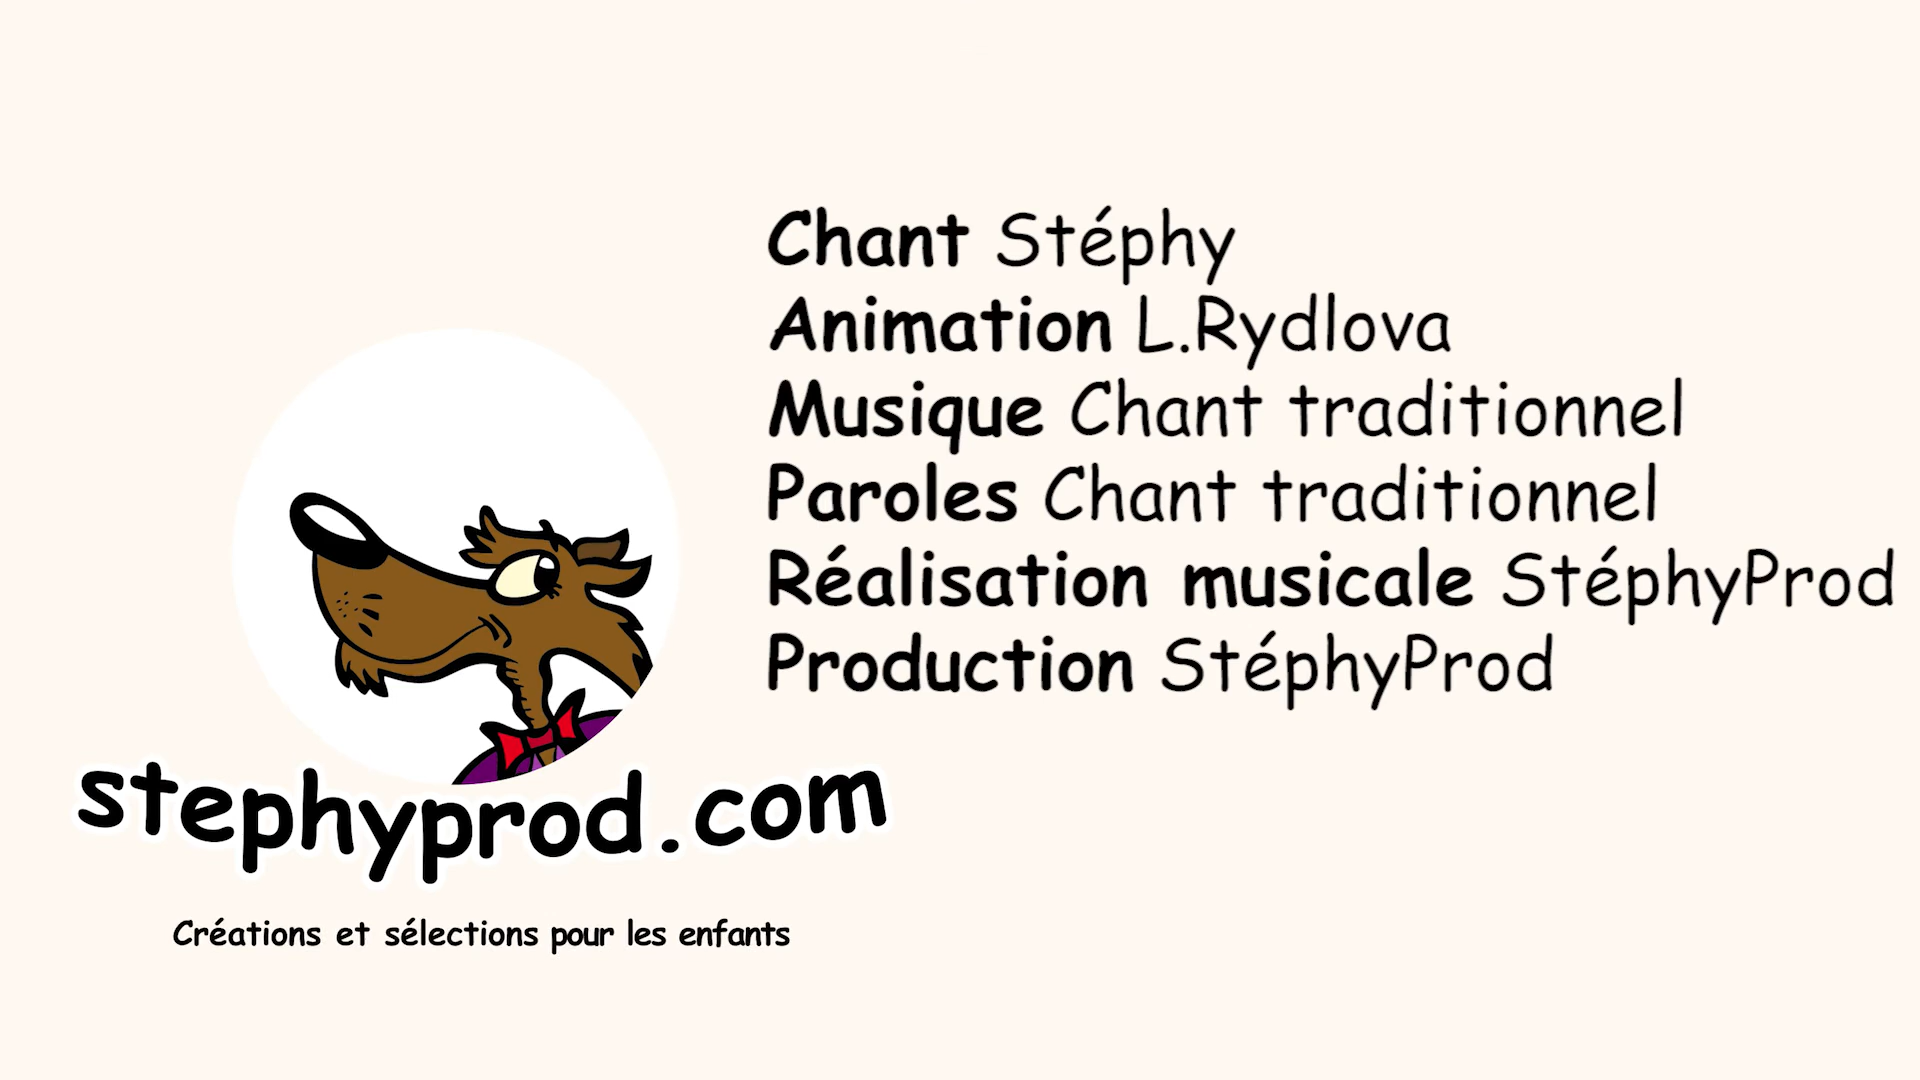 Chant Stéphy
Animation L.Rydlova
Musique Chant traditionnel
Paroles Chant traditionnel
Réalisation musicale StéphyProd
Production StéphyProd
stephyprod.com
Créations et sélections pour les enfants